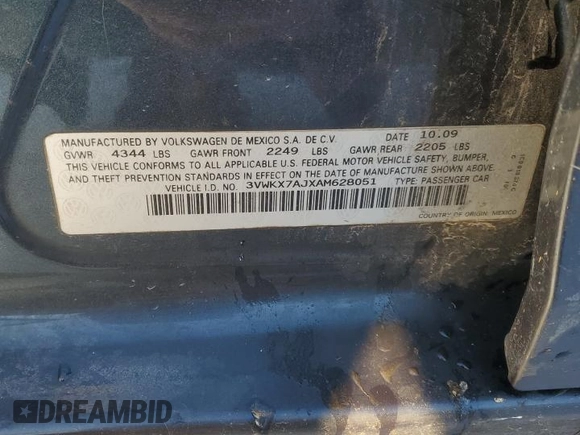 MANUFACTURED BY VOLKSWAGEN DE MEXICO S.A. DE C.V. DATE 10.09
GVWR 4344 LBS GAWR FRONT 2249 LBS GAWR REAR 2205 LBS
THIS VEHICLE CONFORMS TO ALL APPLICABLE U.S. FEDERAL MOTOR VEHICLE SAFETY, BUMPER,
AND THEFT PREVENTION STANDARDS IN EFFECT ON THE DATE OF MANUFACTURE SHOWN ABOVE.
VEHICLE I.D. NO. 3VWKX7AJXAM628051 TYPE: PASSENGER CAR
COUNTRY OF ORIGIN: MEXICO
DREAMBID